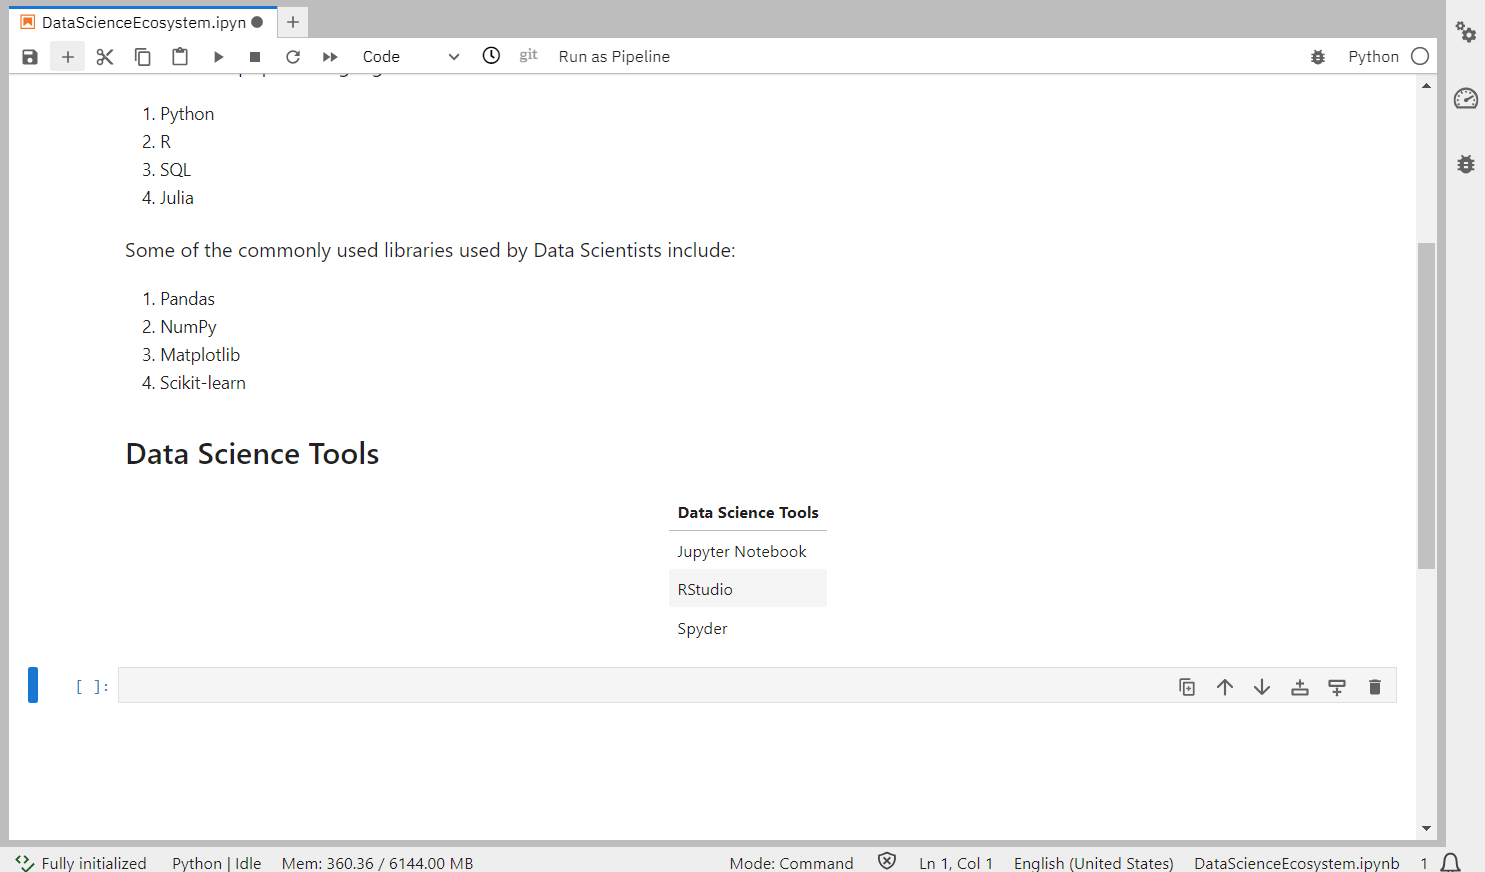 DataScienceEcosystem.ipyn
Code
git
Run as Pipeline
Python
1. Python
2. R
3. SQL
4. Julia
Some of the commonly used libraries used by Data Scientists include:
1. Pandas
2. NumPy
3. Matplotlib
4. Scikit-learn
Data Science Tools
Data Science Tools
Jupyter Notebook
RStudio
Spyder
[ ]:
Fully initialized Python | Idle Mem: 360.36 / 6144.00 MB Mode: Command Ln 1, Col 1 English (United States) DataScienceEcosystem.ipynb 1